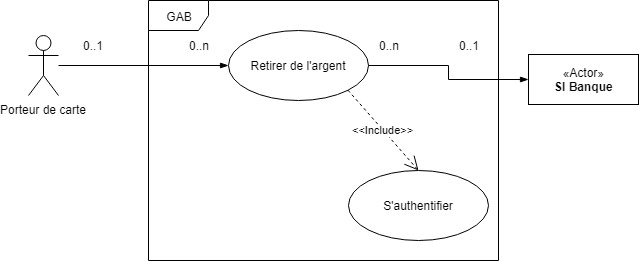 GAB
0..1
0..n
Retirer de l'argent
0..n
0..1
«Actor»
SI Banque
Porteur de carte
<<Include>>
S'authentifier